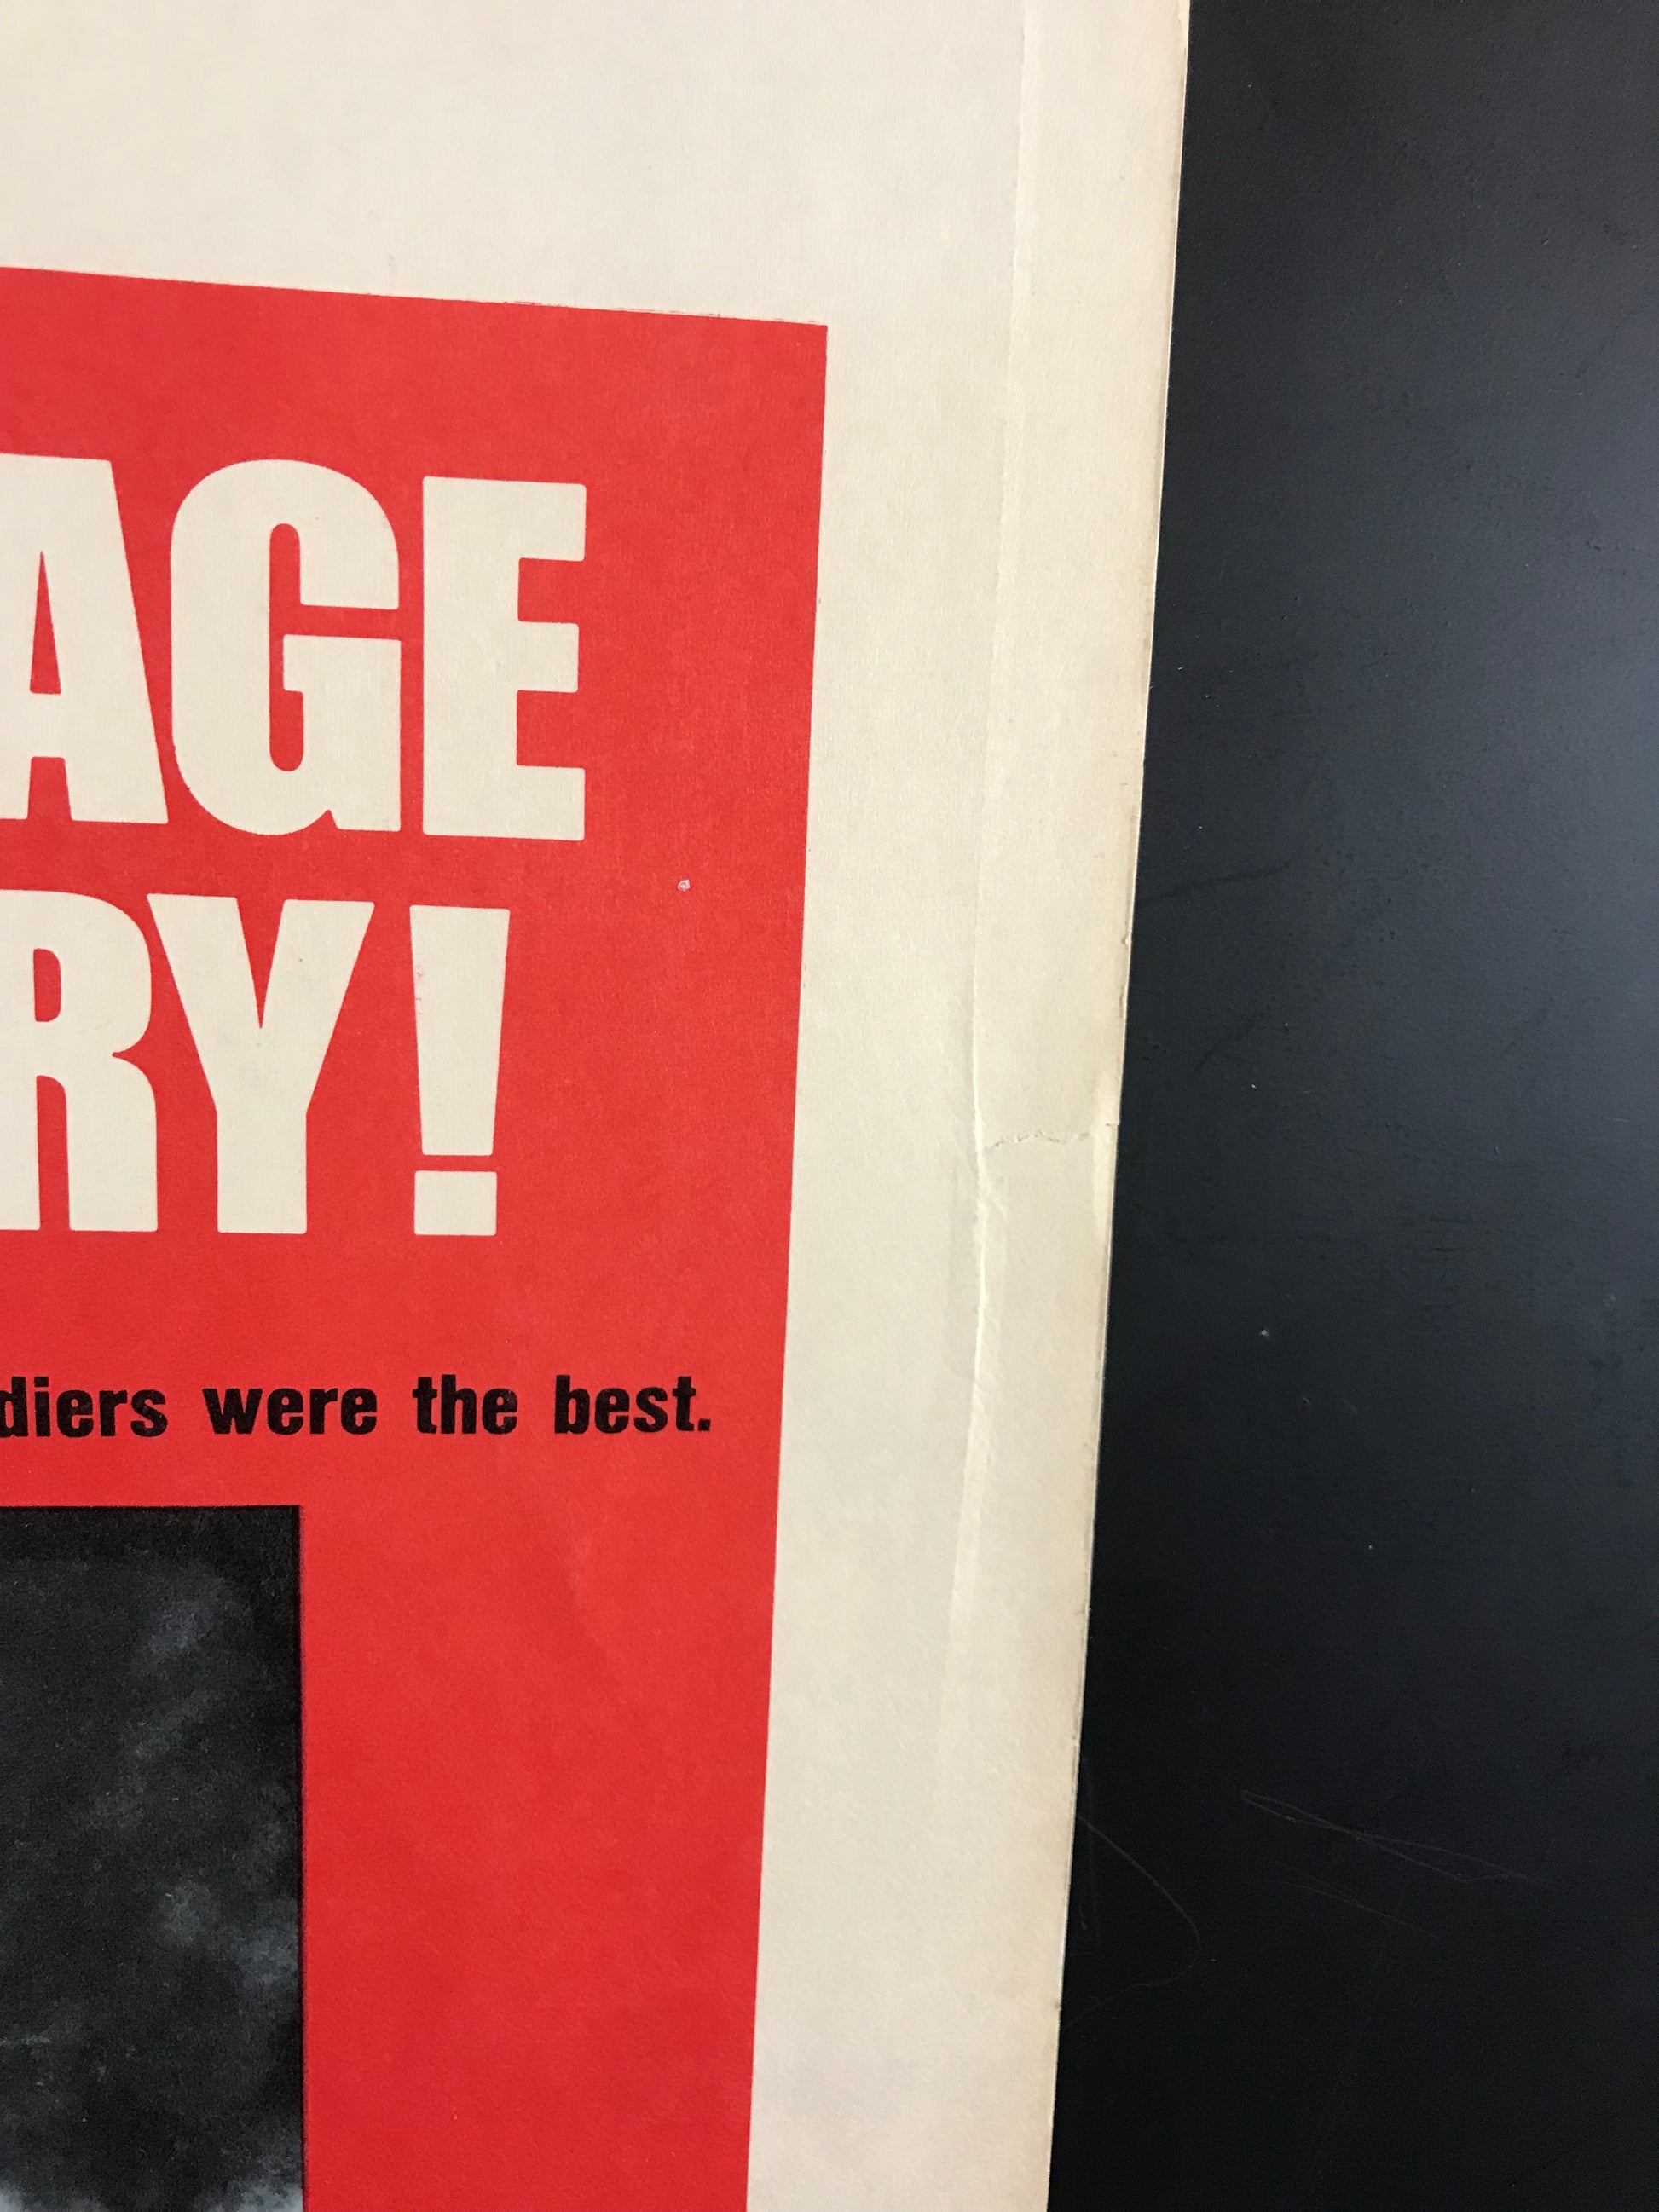 AGE
RY!
diers were the best.